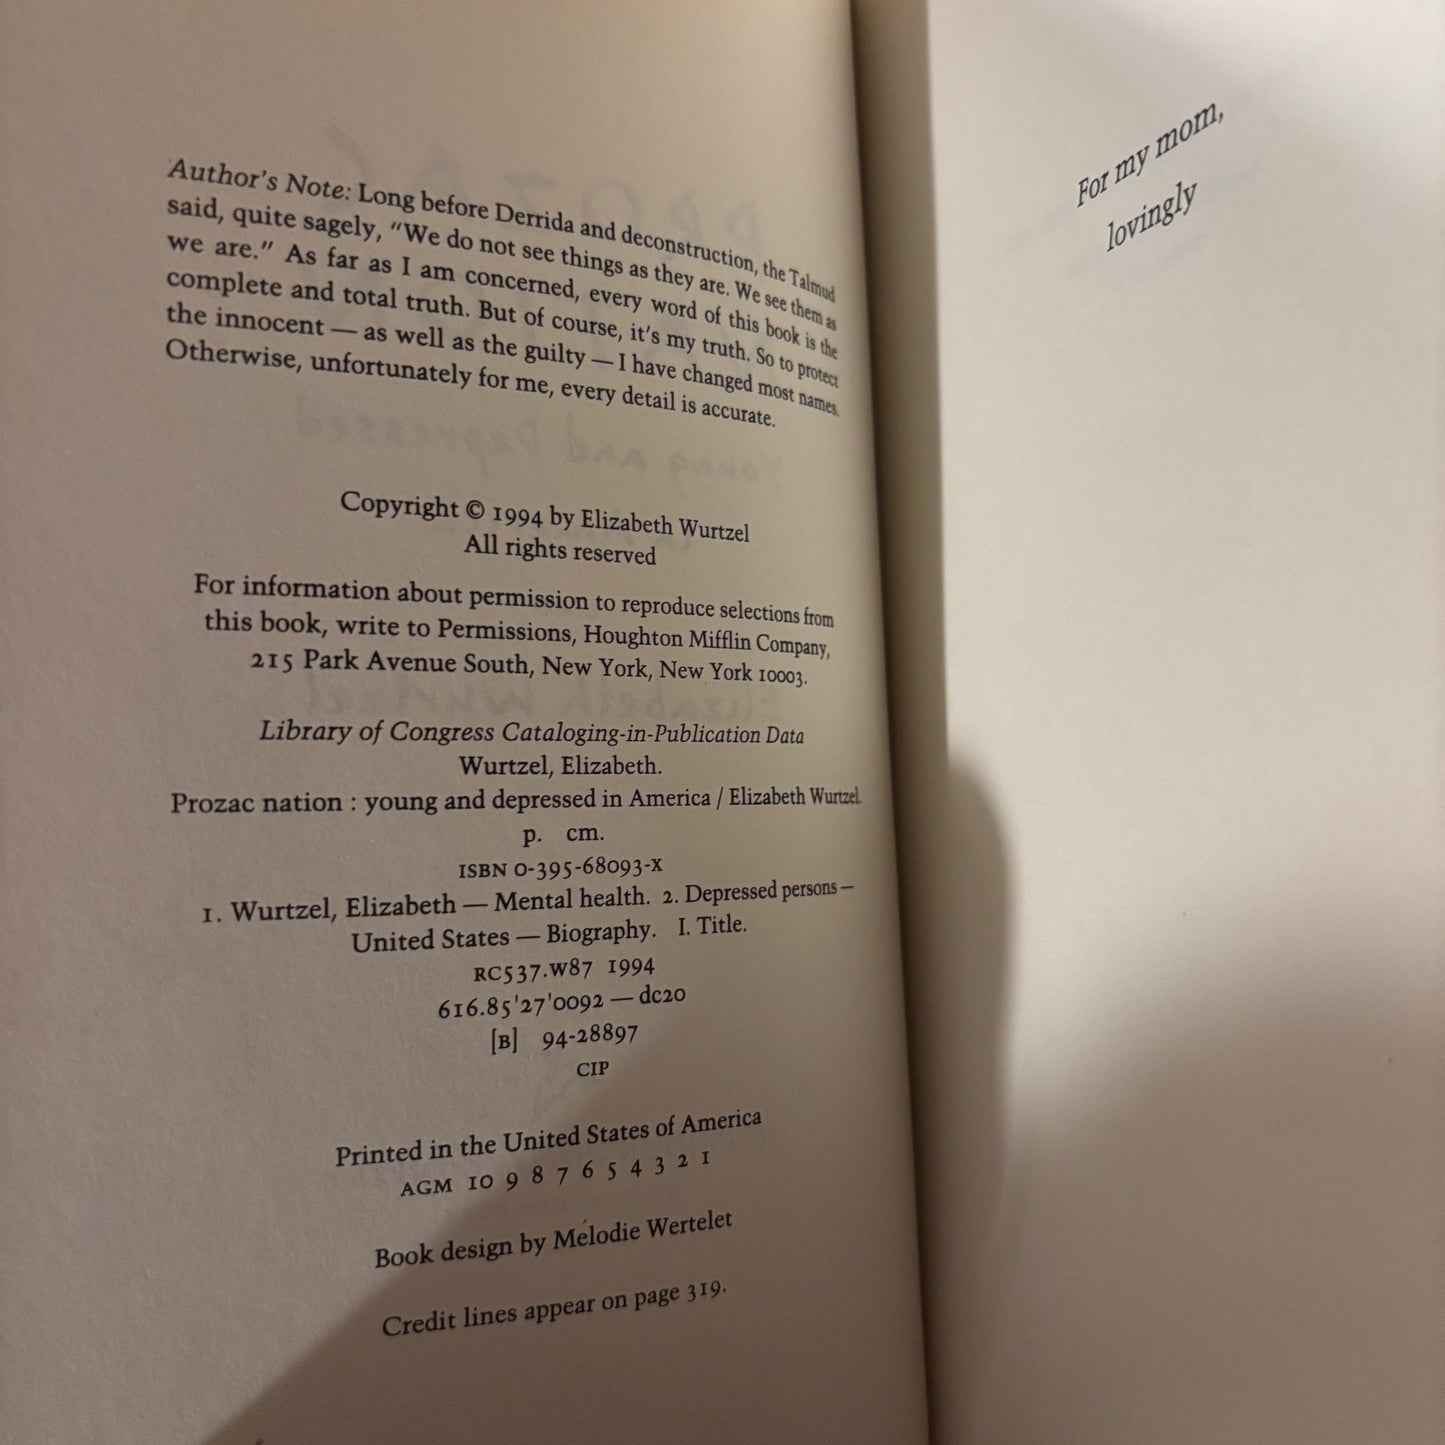 Author's Note: Long before Derrida and deconstruction, the Talmud
said, quite sagely, "We do not see things as they are. We see them as
we are." As far as I am concerned, every word of this book is the
complete and total truth. But of course, it's my truth. So to protect
the innocent — as well as the guilty — I have changed most names.
Otherwise, unfortunately for me, every detail is accurate.
Copyright © 1994 by Elizabeth Wurtzel
All rights reserved
For information about permission to reproduce selections from
this book, write to Permissions, Houghton Mifflin Company,
215 Park Avenue South, New York, New York 10003.
Library of Congress Cataloging-in-Publication Data
Wurtzel, Elizabeth.
Prozac nation : young and depressed in America / Elizabeth Wurtzel.
p. cm.
ISBN 0-395-68093-X
1. Wurtzel, Elizabeth — Mental health. 2. Depressed persons —
United States — Biography. I. Title.
RC537.W87 1994
616.85'27'0092 — dc20
[B] 94-28897
CIP
Printed in the United States of America
AGM 10 9 8 7 6 5 4 3 2 1
Book design by Mélodie Wertelet
Credit lines appear on page 319.
For my mom,
lovingly